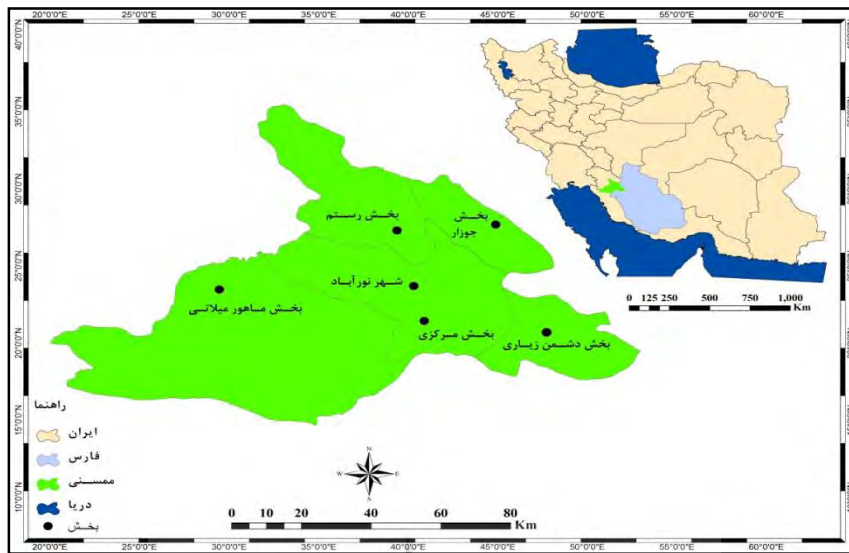 20°0'0"E 25°0'0"E 30°0'0"E 35°0'0"E 40°0'0"E 45°0'0"E 50°0'0"E 55°0'0"E 60°0'0"E
40°0'0"N
35°0'0"N
30°0'0"N
25°0'0"N
20°0'0"N
15°0'0"N
10°0'0"N
بخش رستم
بخش
جوزار
شهر نورآباد
بخش ماهور میلاتی
بخش مرکزی
بخش دشمن زیاری
0 125 250 500 750 1,000
Km
راهنما
ایران
فارس
ممسنی
دریا
بخش
N
W E
S
0 20 40 60 80
Km
20°0'0"E 25°0'0"E 30°0'0"E 35°0'0"E 40°0'0"E 45°0'0"E 50°0'0"E 55°0'0"E 60°0'0"E